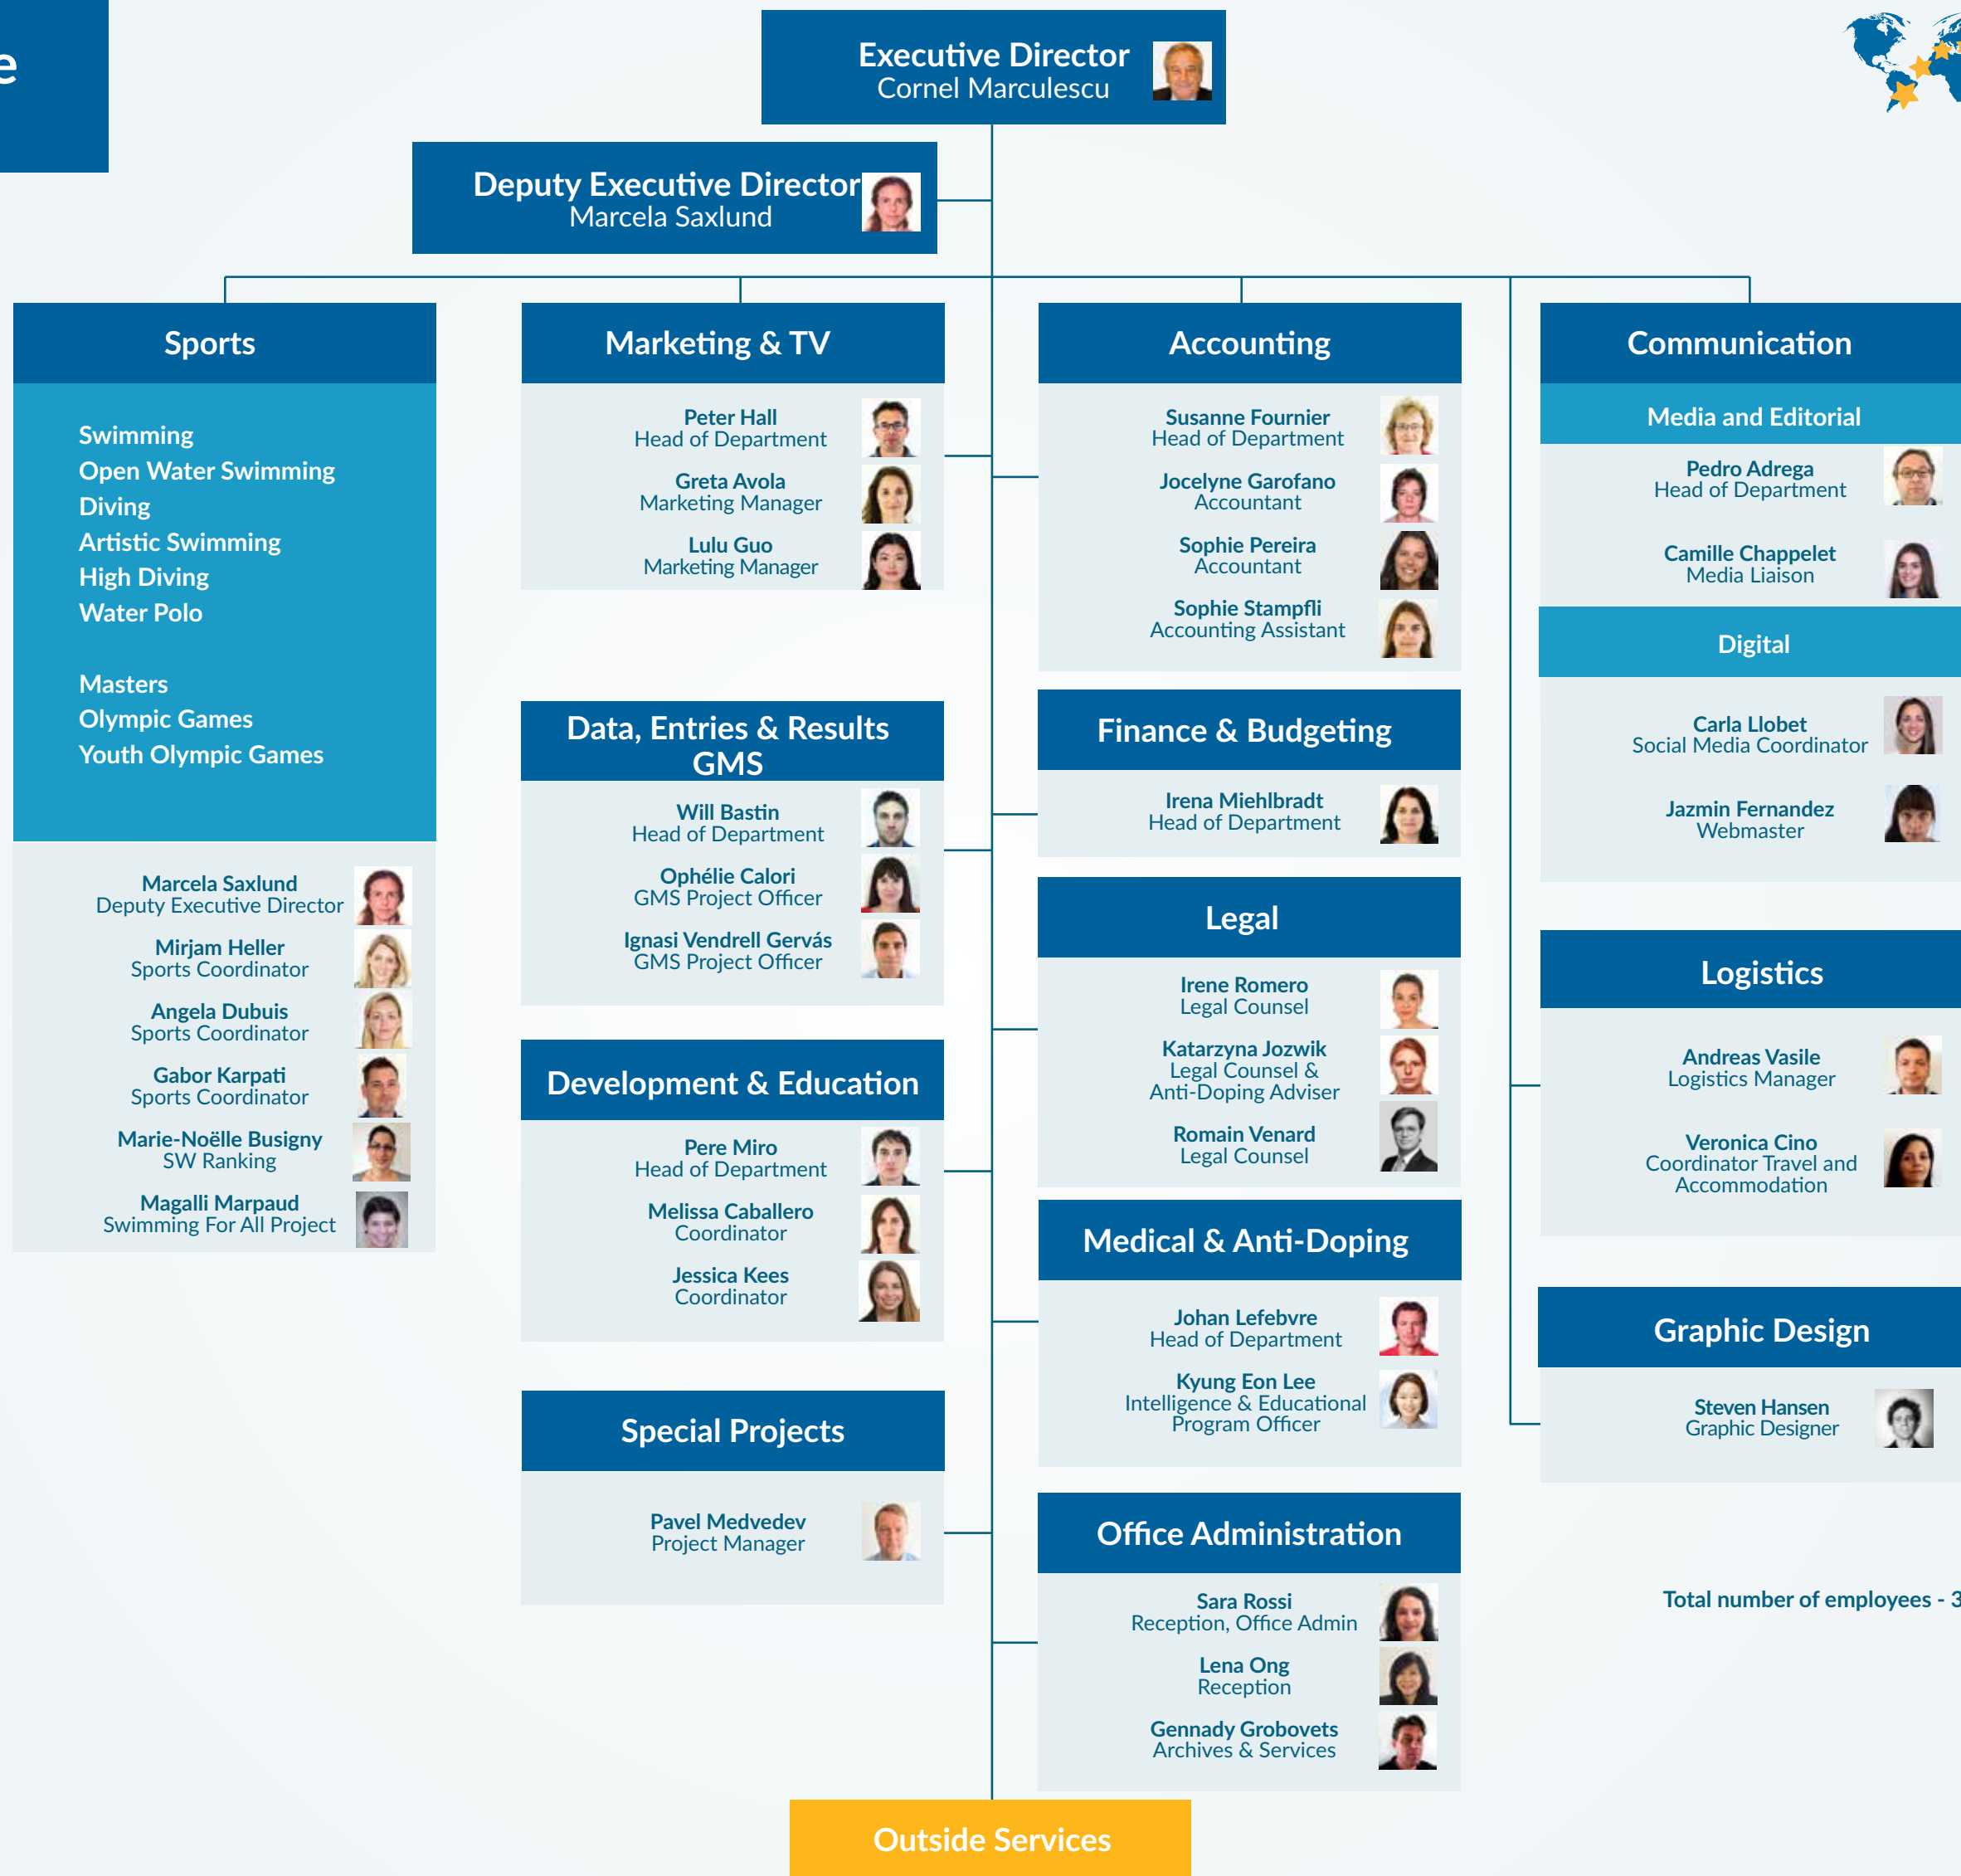 e
Executive Director
Cornel Marculescu
Deputy Executive Director
Marcela Saxlund
Sports
Swimming
Open Water Swimming
Diving
Artistic Swimming
High Diving
Water Polo
Masters
Olympic Games
Youth Olympic Games
Marcela Saxlund
Deputy Executive Director
Mirjam Heller
Sports Coordinator
Angela Dubuis
Sports Coordinator
Gabor Karpati
Sports Coordinator
Marie-Noëlle Busigny
SW Ranking
Magalli Marpaud
Swimming For All Project
Marketing & TV
Peter Hall
Head of Department
Greta Avola
Marketing Manager
Lulu Guo
Marketing Manager
Data, Entries & Results
GMS
Will Bastin
Head of Department
Ophélie Calori
GMS Project Officer
Ignasi Vendrell Gervás
GMS Project Officer
Development & Education
Pere Miro
Head of Department
Melissa Caballero
Coordinator
Jessica Kees
Coordinator
Special Projects
Pavel Medvedev
Project Manager
Accounting
Susanne Fournier
Head of Department
Jocelyne Garofano
Accountant
Sophie Pereira
Accountant
Sophie Stampfli
Accounting Assistant
Finance & Budgeting
Irena Miehlbradt
Head of Department
Legal
Irene Romero
Legal Counsel
Katarzyna Jozwik
Legal Counsel &
Anti-Doping Adviser
Romain Venard
Legal Counsel
Medical & Anti-Doping
Johan Lefebvre
Head of Department
Kyung Eon Lee
Intelligence & Educational
Program Officer
Office Administration
Sara Rossi
Reception, Office Admin
Lena Ong
Reception
Gennady Grobovets
Archives & Services
Communication
Media and Editorial
Pedro Adrega
Head of Department
Camille Chappelet
Media Liaison
Digital
Carla Llobet
Social Media Coordinator
Jazmin Fernandez
Webmaster
Logistics
Andreas Vasile
Logistics Manager
Veronica Cino
Coordinator Travel and
Accommodation
Graphic Design
Steven Hansen
Graphic Designer
Total number of employees - 3
Outside Services